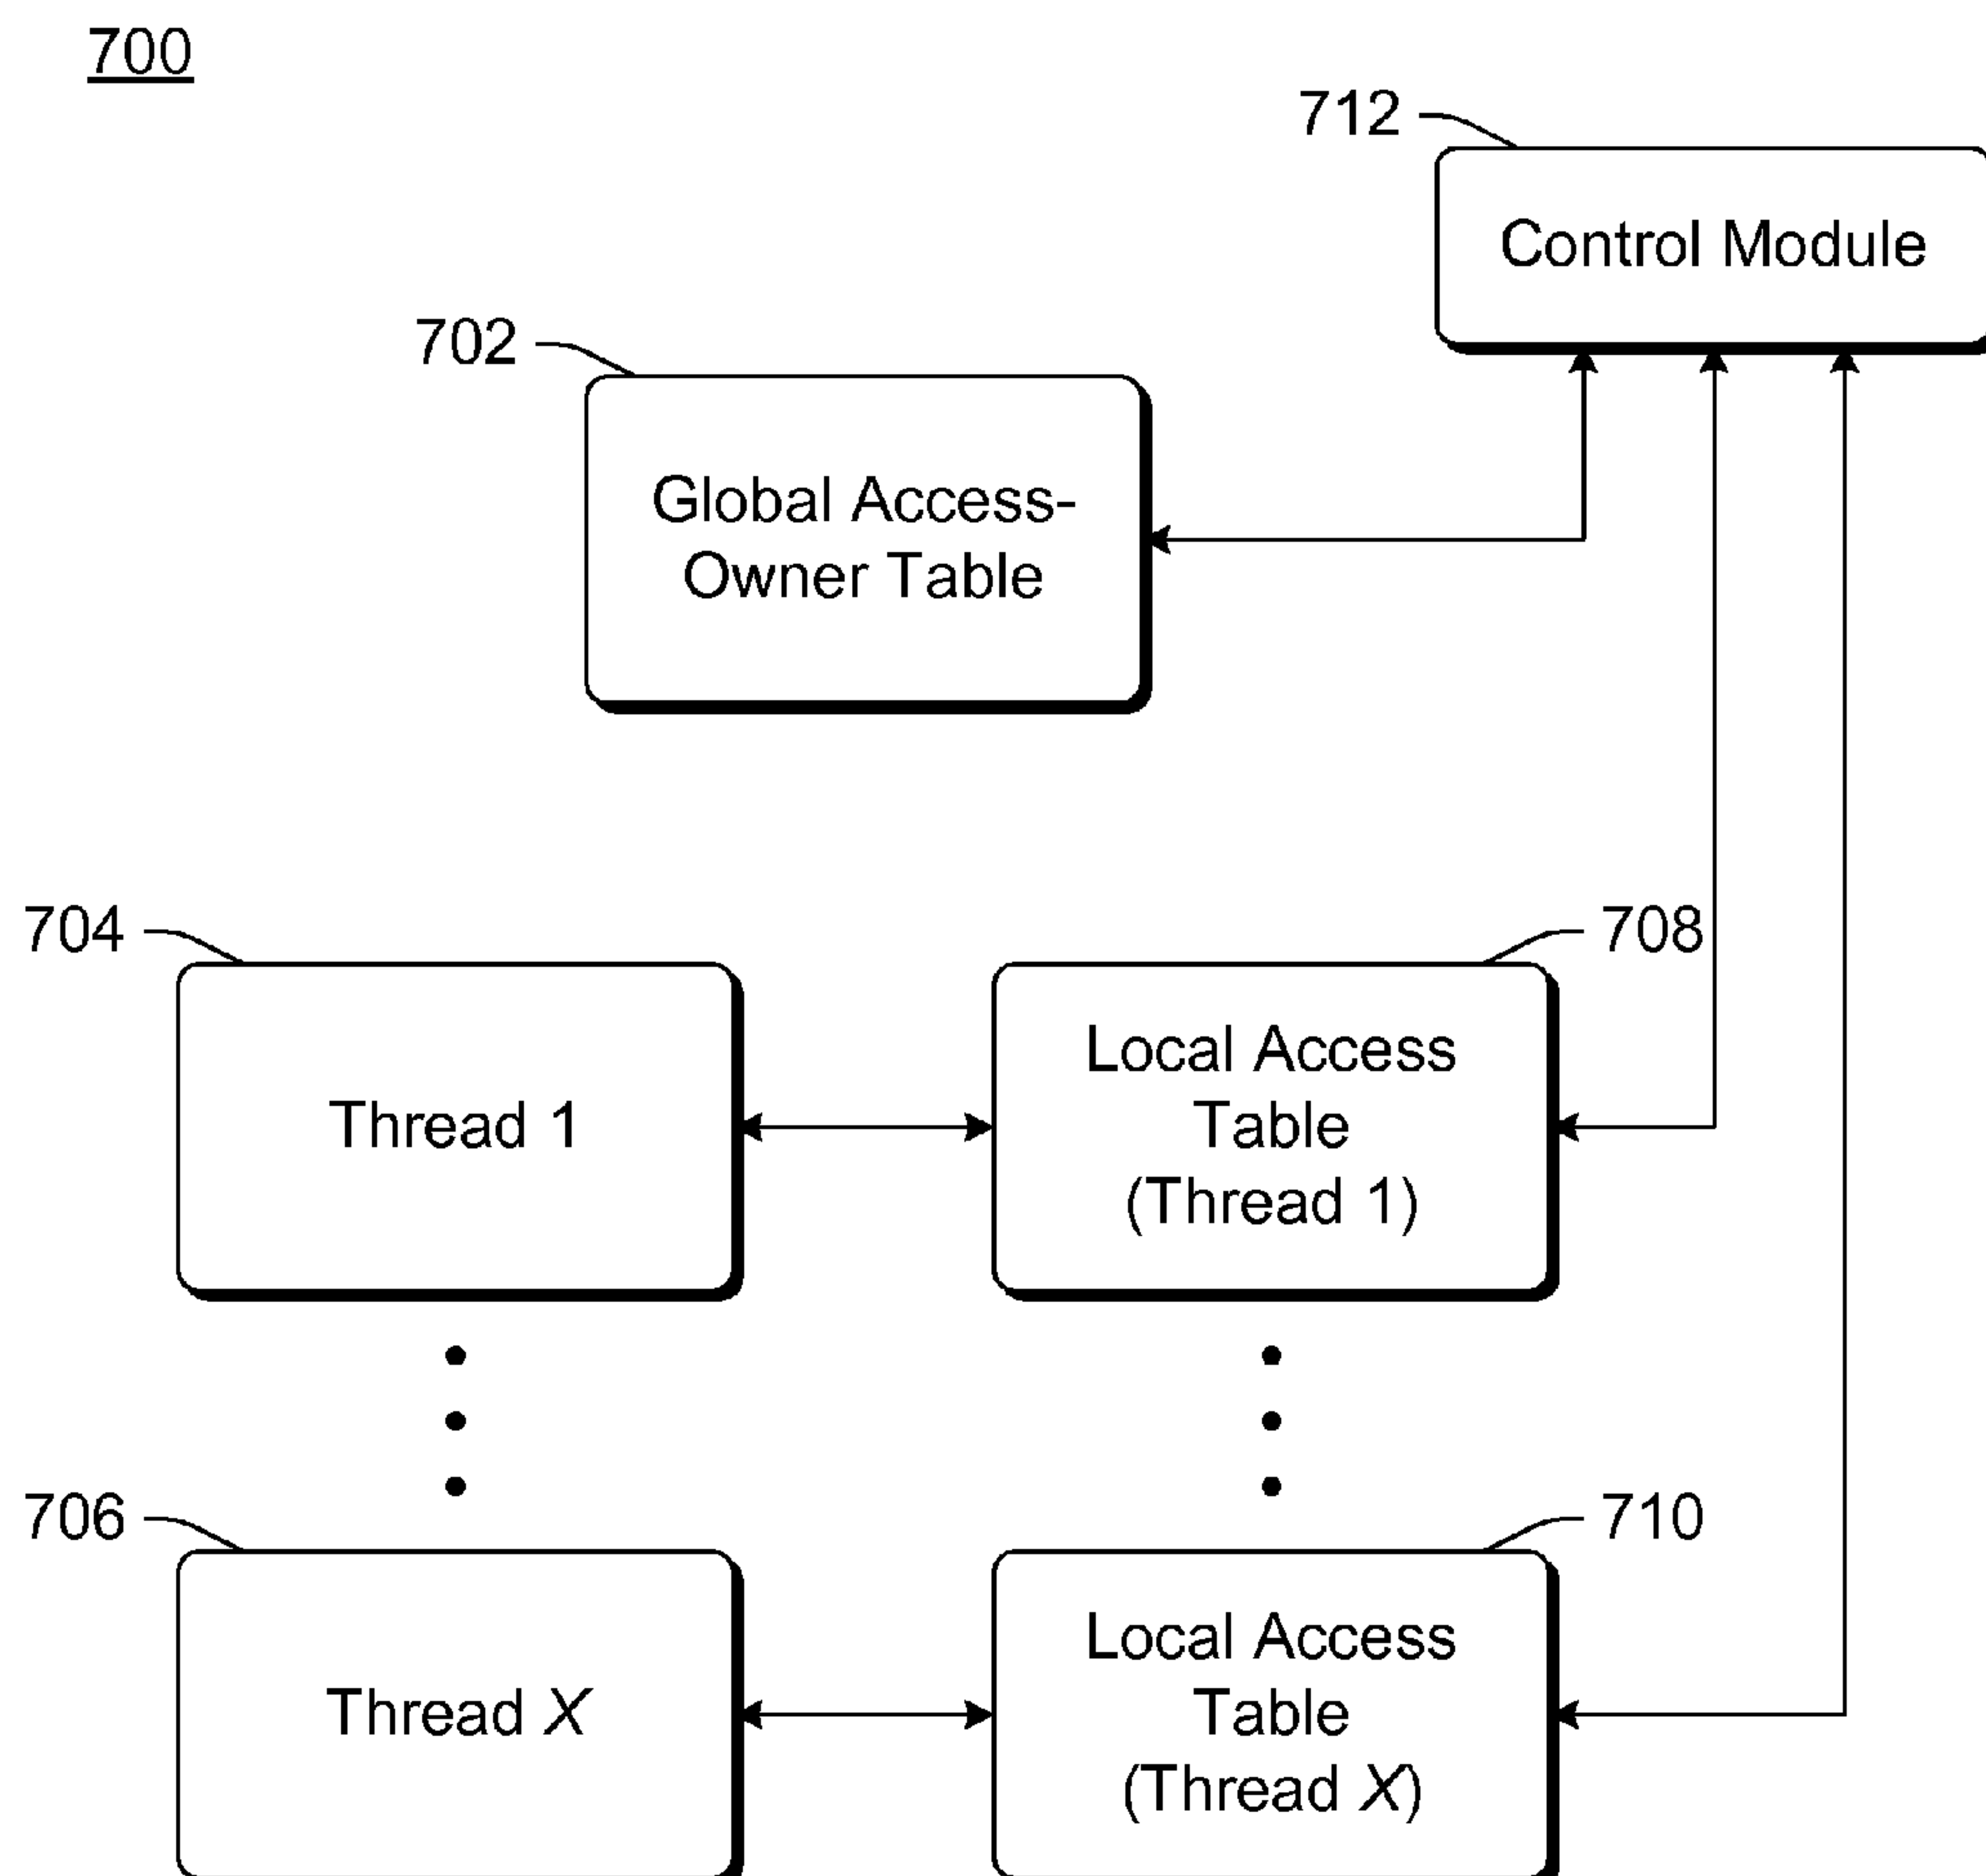 700
712
Control Module
702
Global Access-
Owner Table
704
708
Thread 1
Local Access
Table
(Thread 1)
706
710
Thread X
Local Access
Table
(Thread X)